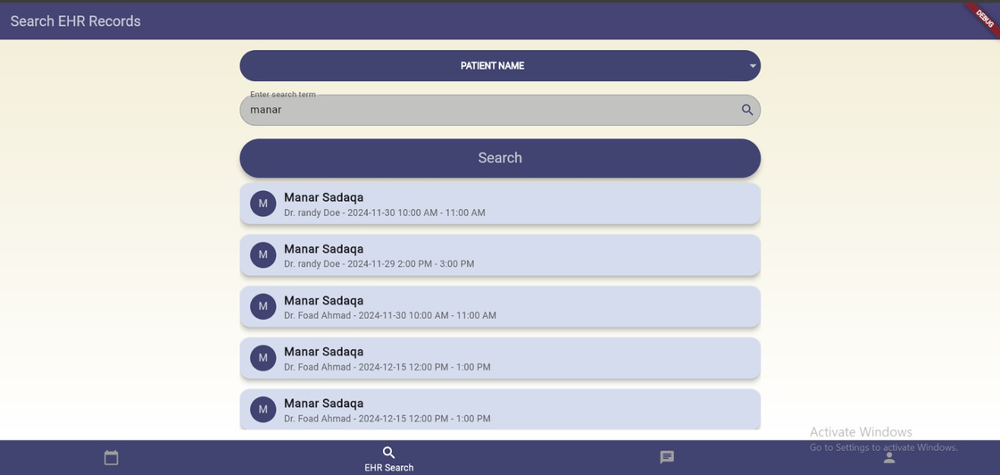 Search EHR Records
DEBUG
PATIENT NAME
Enter search term
manar
Search
M
Manar Sadaqa
Dr. randy Doe - 2024-11-30 10:00 AM - 11:00 AM
M
Manar Sadaqa
Dr. randy Doe - 2024-11-29 2:00 PM - 3:00 PM
M
Manar Sadaqa
Dr. Foad Ahmad - 2024-11-30 10:00 AM - 11:00 AM
M
Manar Sadaqa
Dr. Foad Ahmad - 2024-12-15 12:00 PM - 1:00 PM
M
Manar Sadaqa
Dr. Foad Ahmad - 2024-12-15 12:00 PM - 1:00 PM
Activate Windows
Go to Settings to activate Windows.
EHR Search